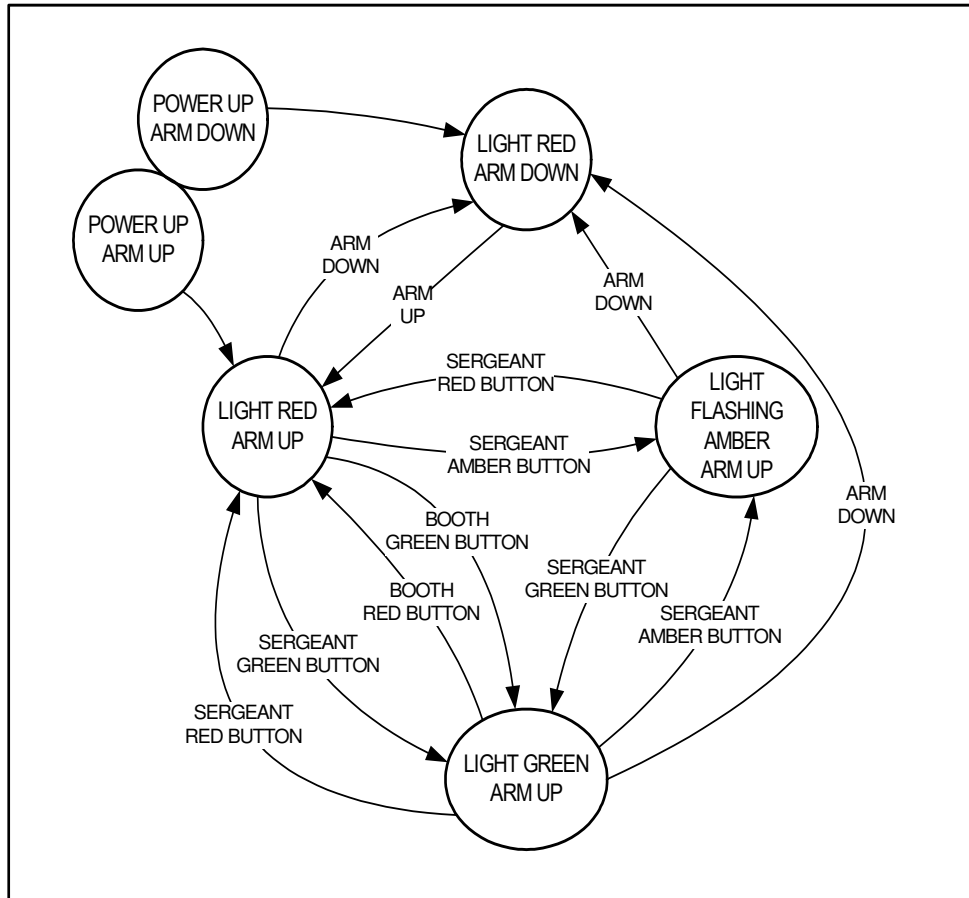 POWER UP
ARM DOWN
LIGHT RED
ARM DOWN
POWER UP
ARM UP
ARM
DOWN
ARM
UP
ARM
DOWN
SERGEANT
RED BUTTON
LIGHT
FLASHING
AMBER
ARM UP
LIGHT RED
ARM UP
SERGEANT
AMBER BUTTON
ARM
DOWN
BOOTH
GREEN BUTTON
SERGEANT
GREEN BUTTON
BOOTH
RED BUTTON
SERGEANT
AMBER BUTTON
SERGEANT
GREEN BUTTON
SERGEANT
RED BUTTON
LIGHT GREEN
ARM UP